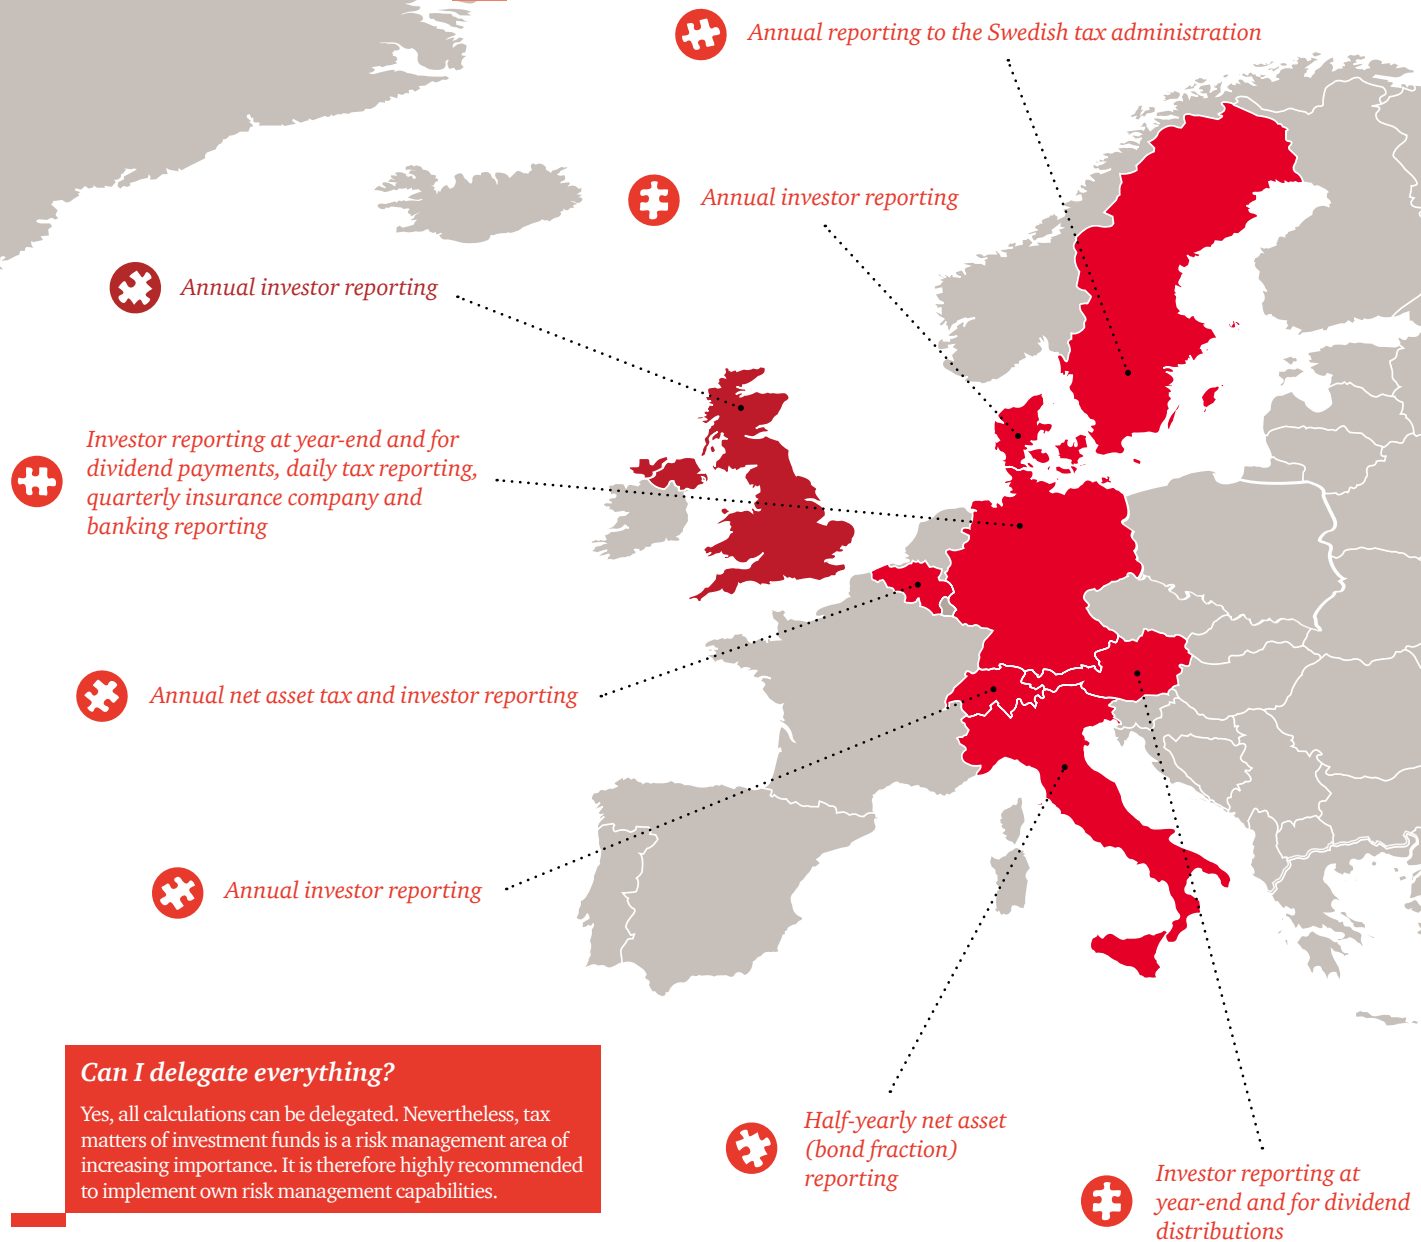 Annual reporting to the Swedish tax administration
Annual investor reporting
Annual investor reporting
Investor reporting at year-end and for
dividend payments, daily tax reporting,
quarterly insurance company and
banking reporting
Annual net asset tax and investor reporting
Annual investor reporting
Can I delegate everything?
Yes, all calculations can be delegated. Nevertheless, tax
matters of investment funds is a risk management area of
increasing importance. It is therefore highly recommended
to implement own risk management capabilities.
Half-yearly net asset
(bond fraction)
reporting
Investor reporting at
year-end and for dividend
distributions